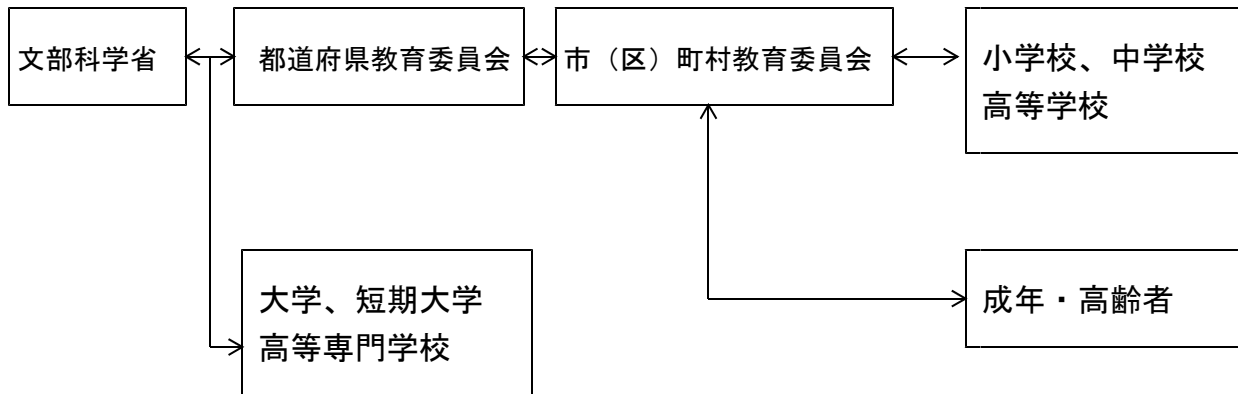 文部科学省
都道府県教育委員会
市（区）町村教育委員会
小学校、中学校
高等学校
大学、短期大学
高等専門学校
成年・高齢者